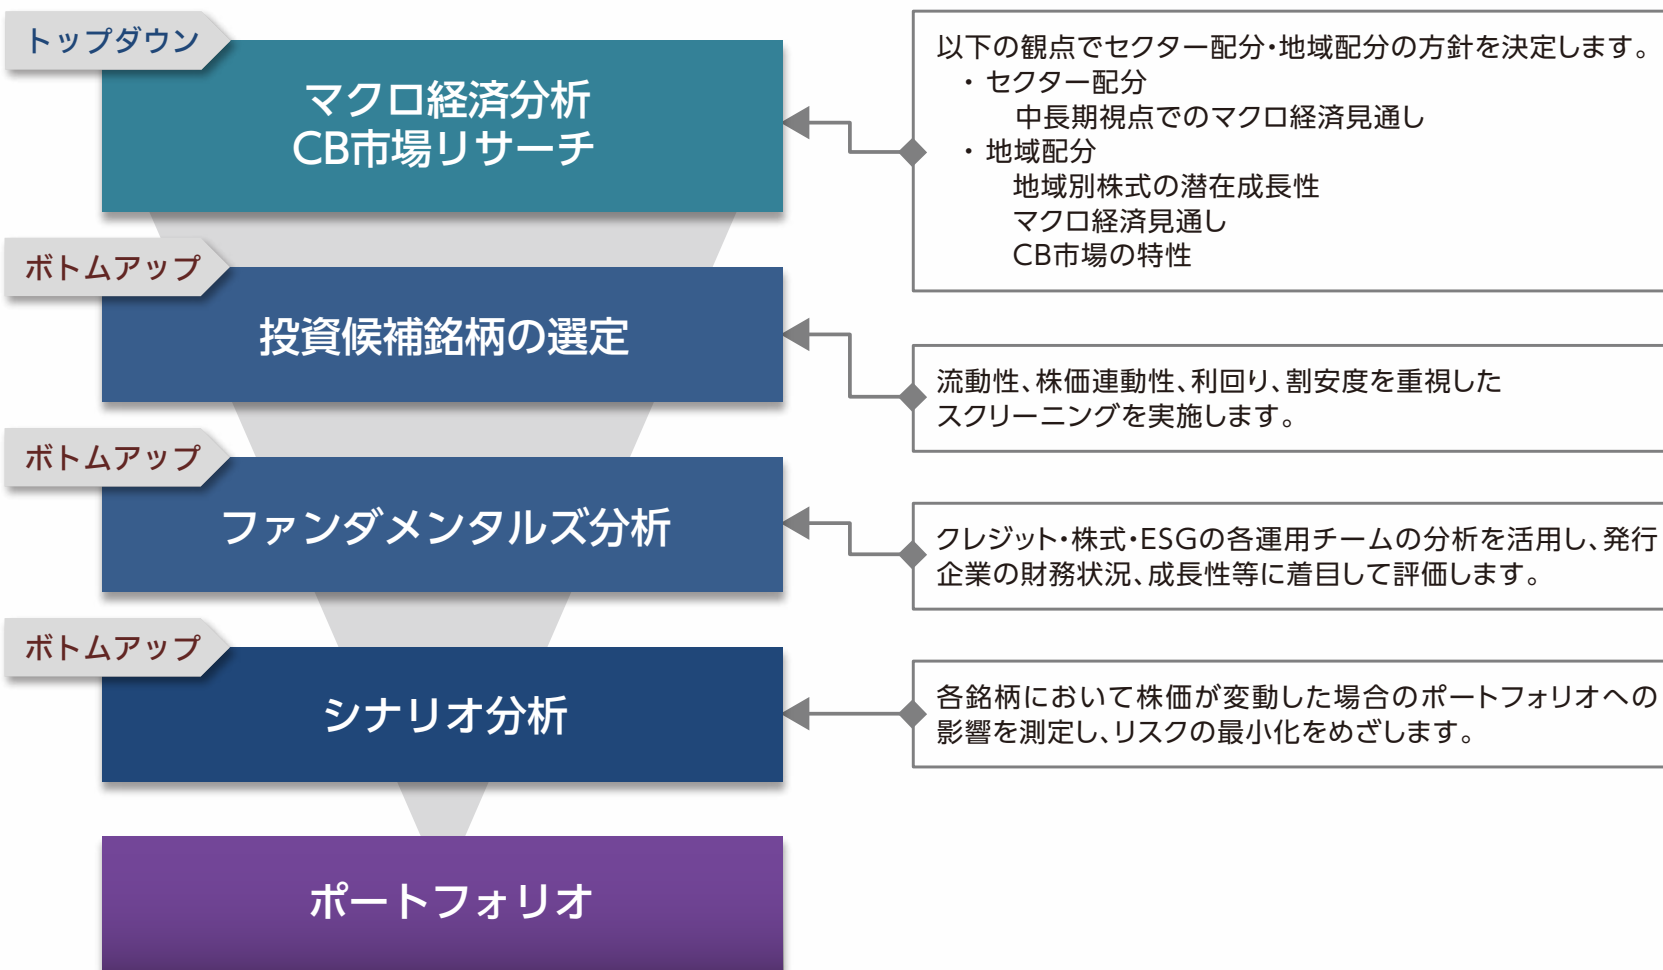 トップダウン
マクロ経済分析
CB市場リサーチ
以下の観点でセクター配分・地域配分の方針を決定します。
・セクター配分
中長期視点でのマクロ経済見通し
・地域配分
地域別株式の潜在成長性
マクロ経済見通し
CB市場の特性
ボトムアップ
投資候補銘柄の選定
流動性、株価連動性、利回り、割安度を重視した
スクリーニングを実施します。
ボトムアップ
ファンダメンタルズ分析
クレジット・株式・ESGの各運用チームの分析を活用し、発行
企業の財務状況、成長性等に着目して評価します。
ボトムアップ
シナリオ分析
各銘柄において株価が変動した場合のポートフォリオへの
影響を測定し、リスクの最小化をめざします。
ポートフォリオ